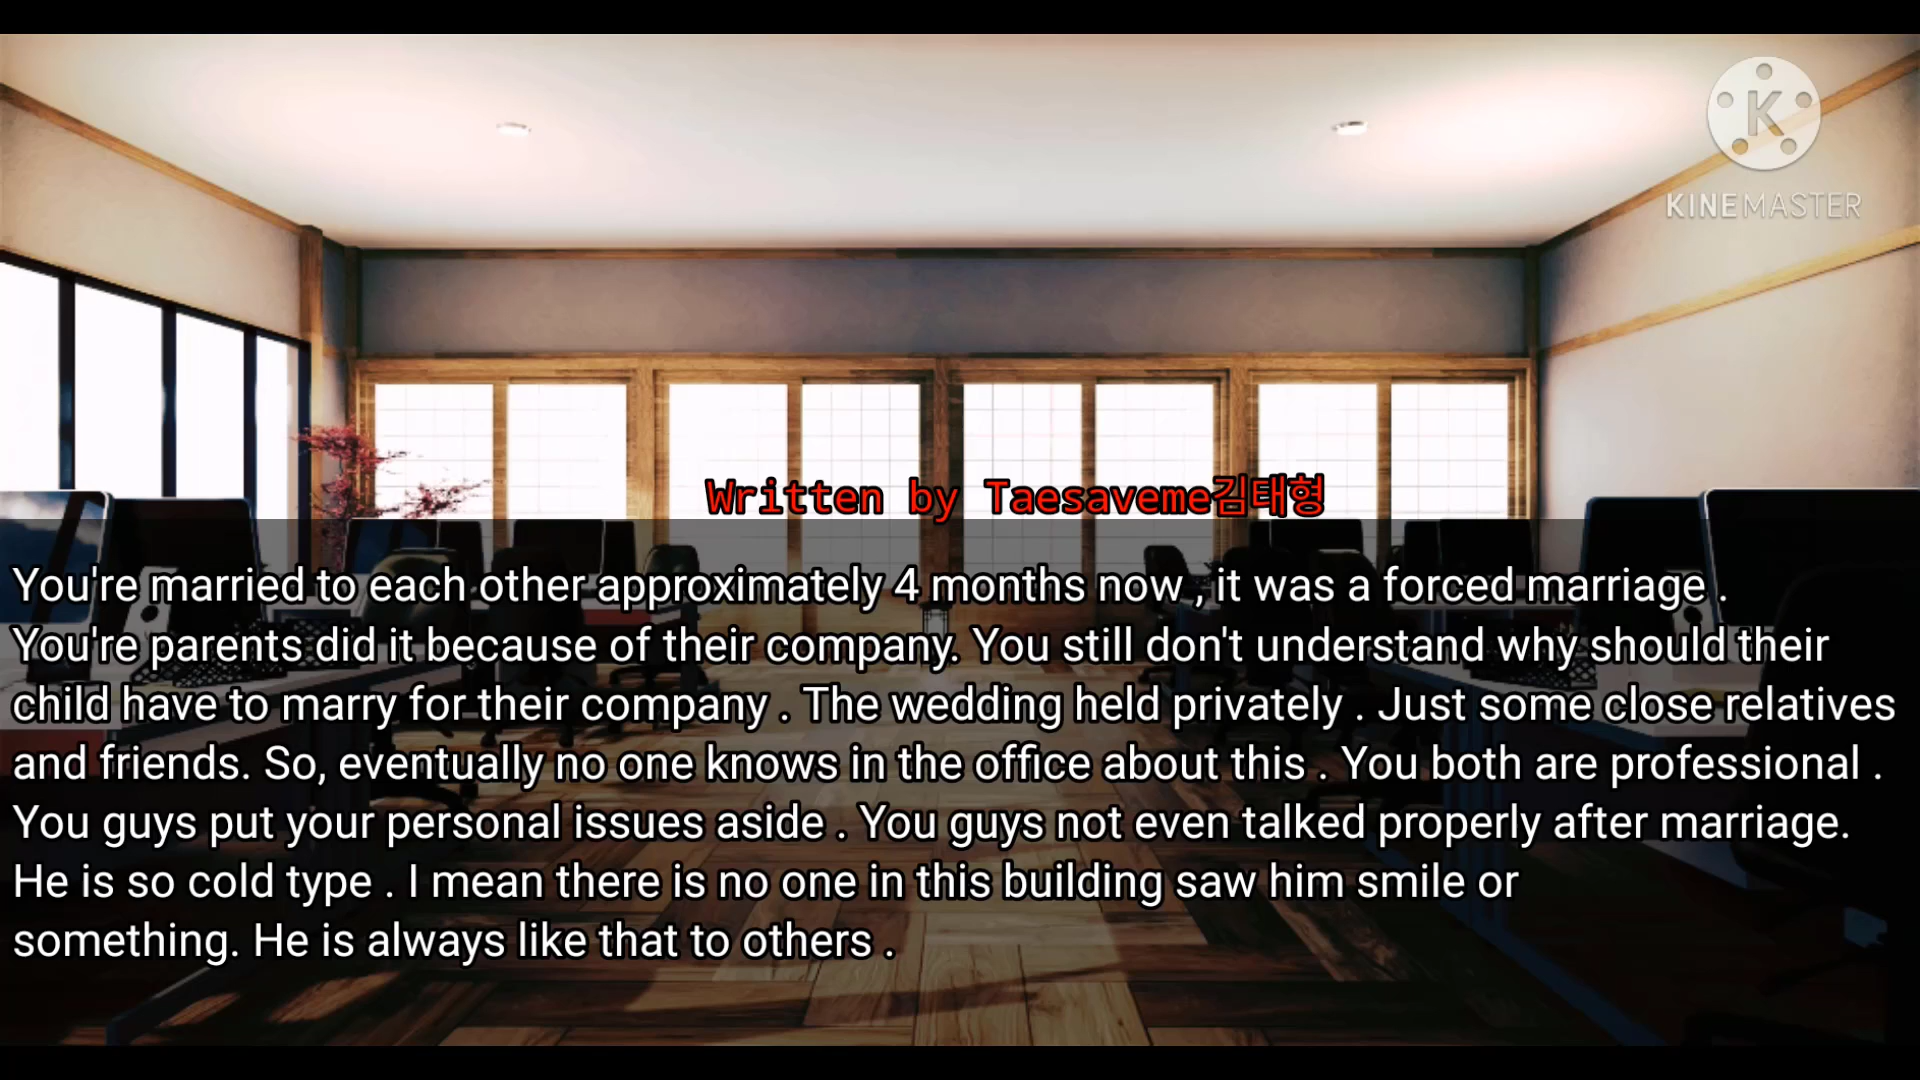 K
KINEMASTER
Written by Taesaveme김태형
You're married to each other approximately 4 months now , it was a forced marriage .
You're parents did it because of their company. You still don't understand why should their
child have to marry for their company . The wedding held privately . Just some close relatives
and friends. So, eventually no one knows in the office about this . You both are professional .
You guys put your personal issues aside . You guys not even talked properly after marriage.
He is so cold type . I mean there is no one in this building saw him smile or
something. He is always like that to others .